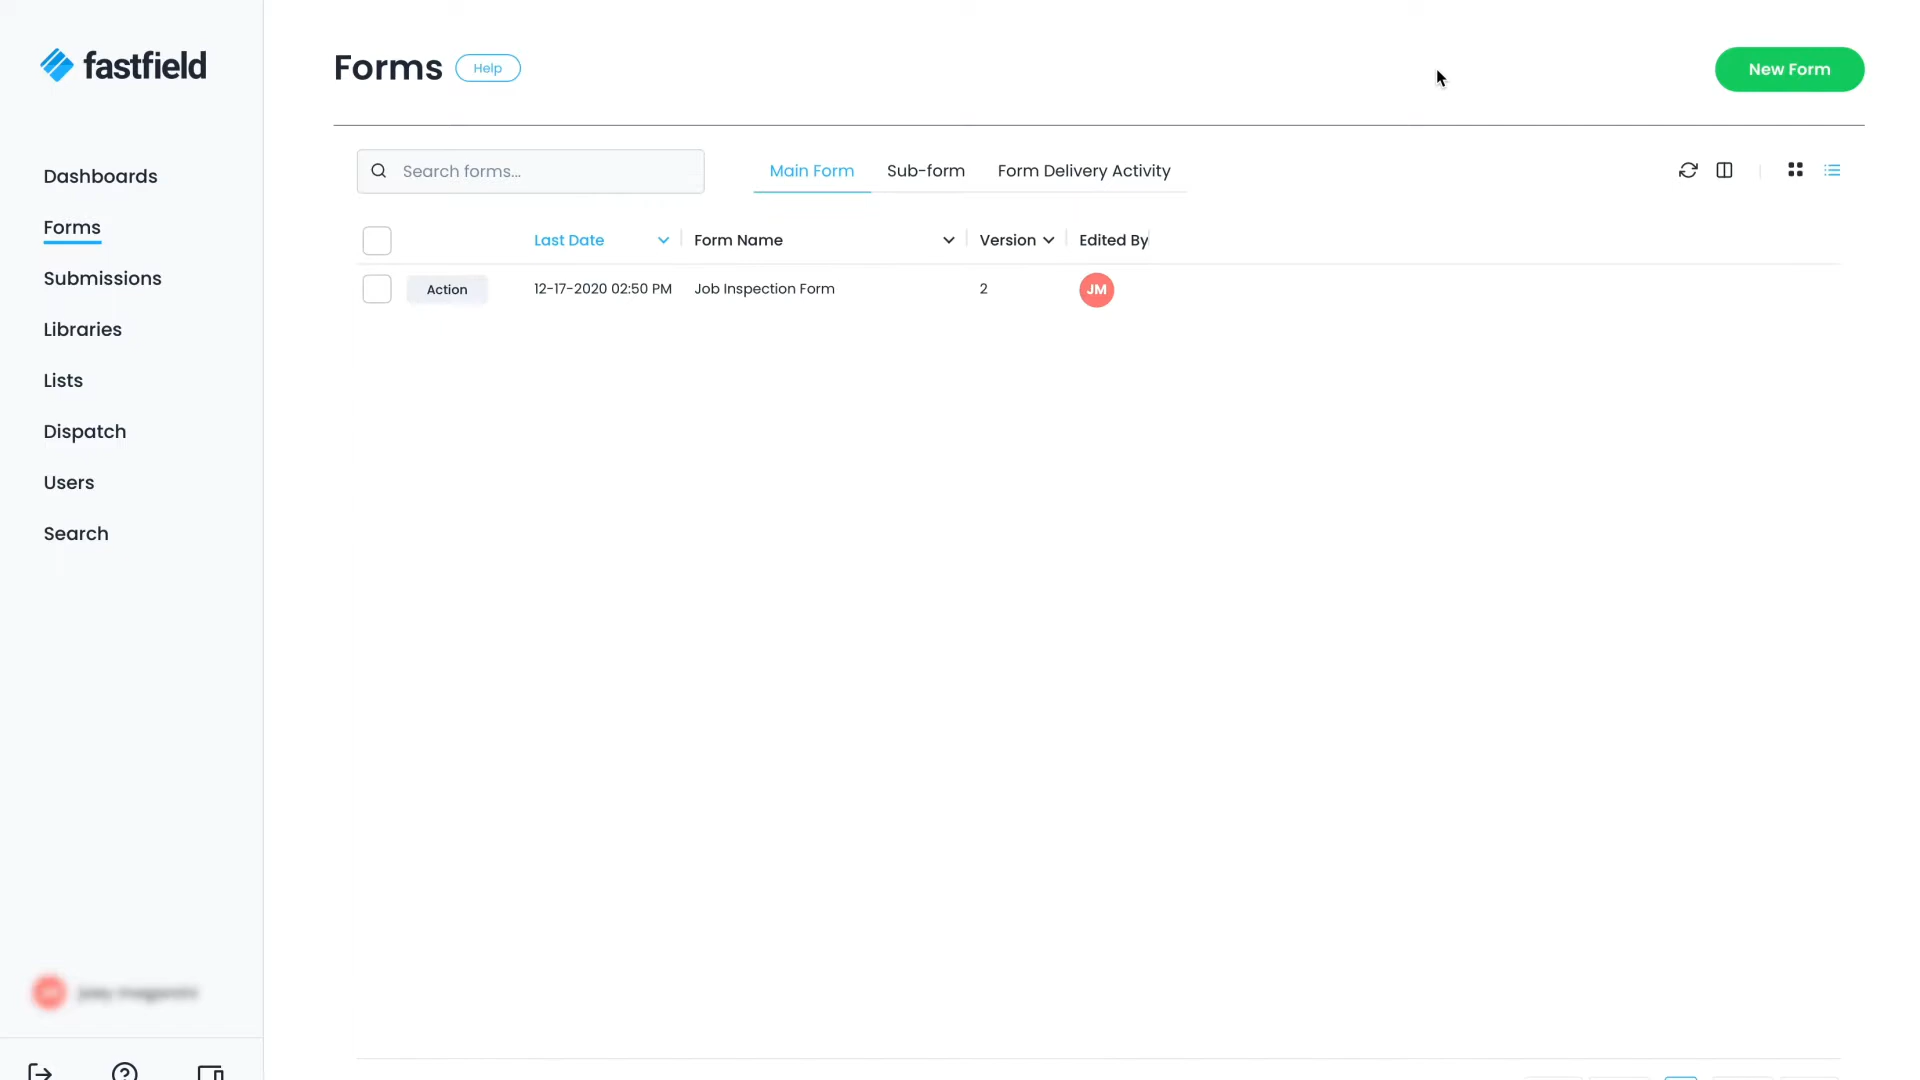 fastfield
Forms
Help
New Form
Dashboards
Forms
Submissions
Libraries
Lists
Dispatch
Users
Search
Search forms...
Main Form
Sub-form
Form Delivery Activity
Last Date
Form Name
Version
Edited By
Action
12-17-2020 02:50 PM
Job Inspection Form
2
JM